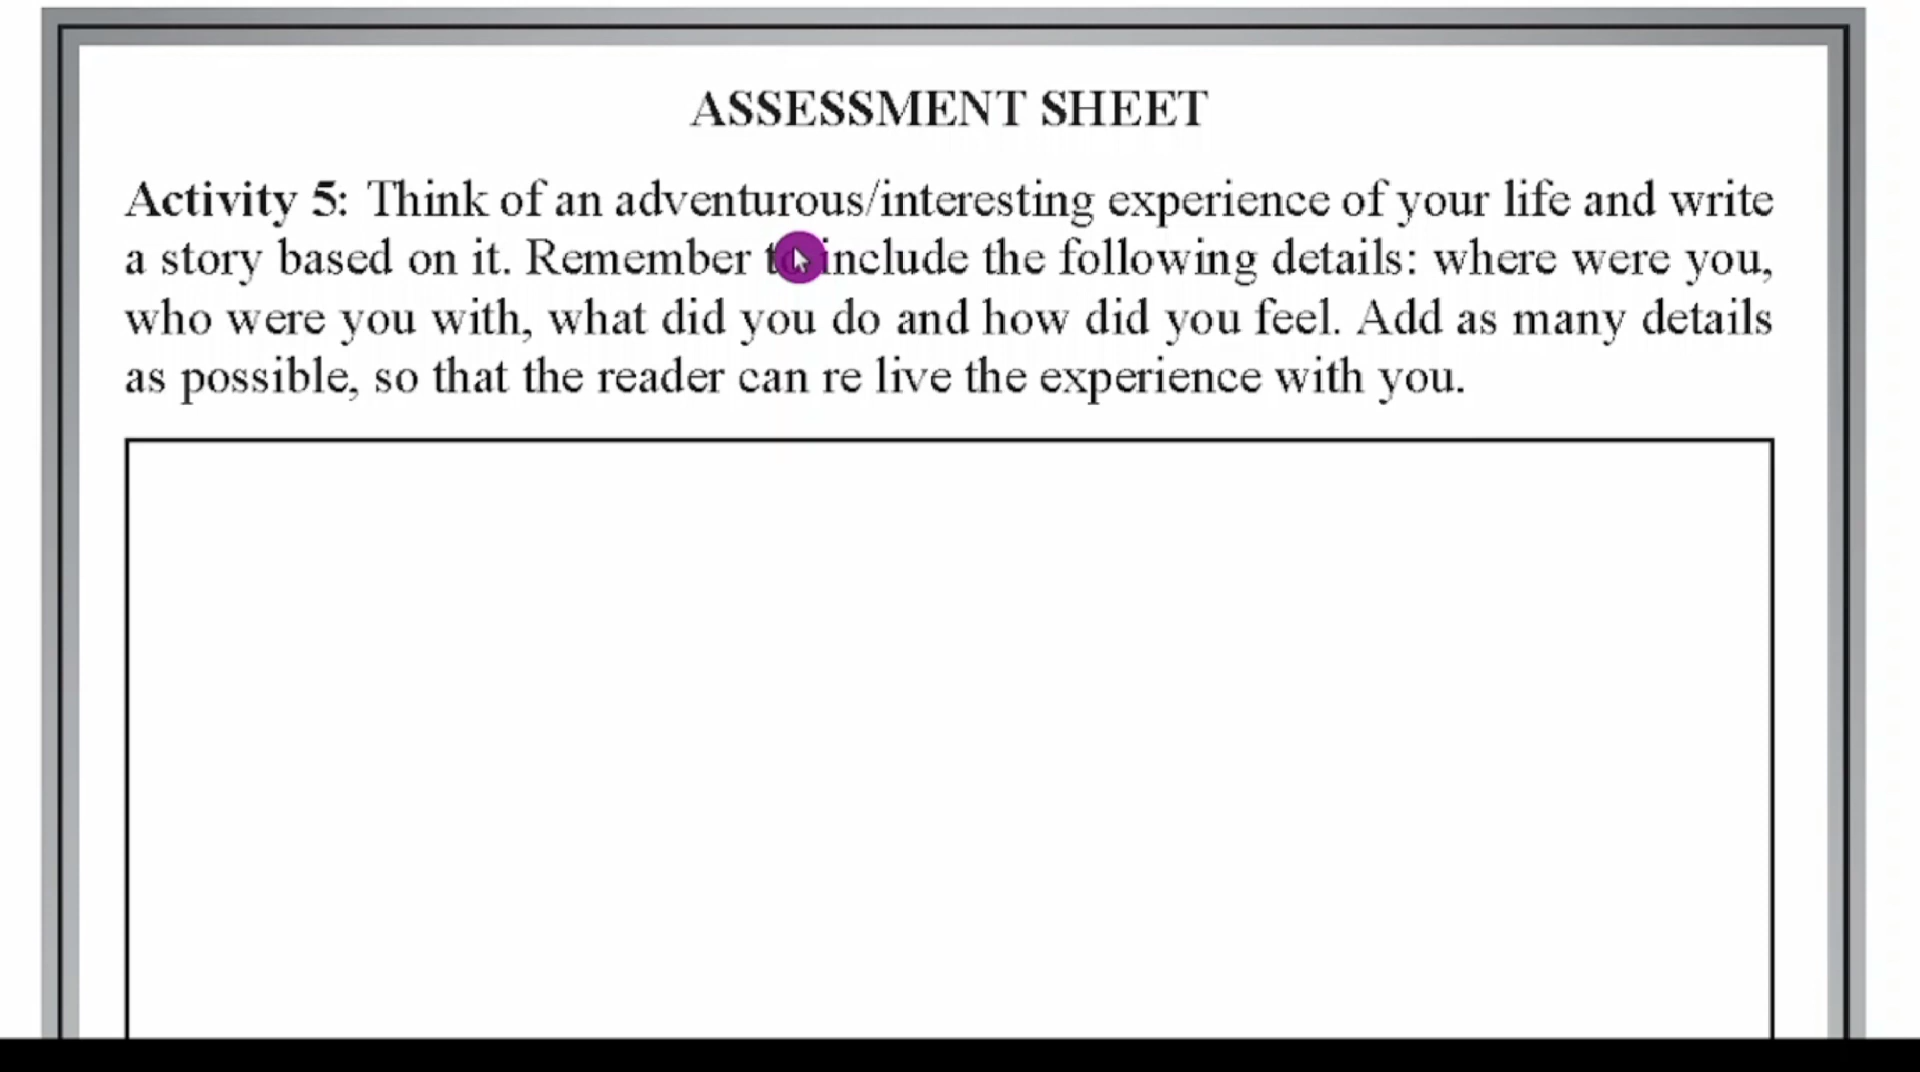 ASSESSMENT SHEET
Activity 5: Think of an adventurous/interesting experience of your life and write
a story based on it. Remember to include the following details: where were you,
who were you with, what did you do and how did you feel. Add as many details
as possible, so that the reader can re live the experience with you.